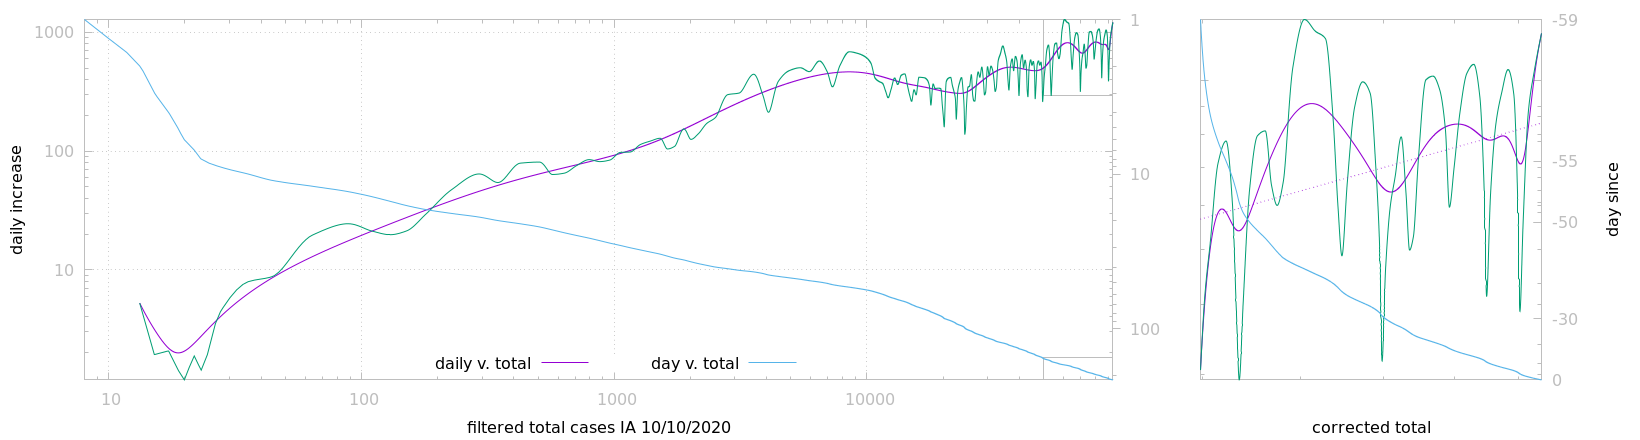 1000
100
10
daily increase
1
10
100
daily v. total
day v. total
10
100
1000
10000
filtered total cases IA 10/10/2020
-59
-55
-50
-30
0
day since
corrected total